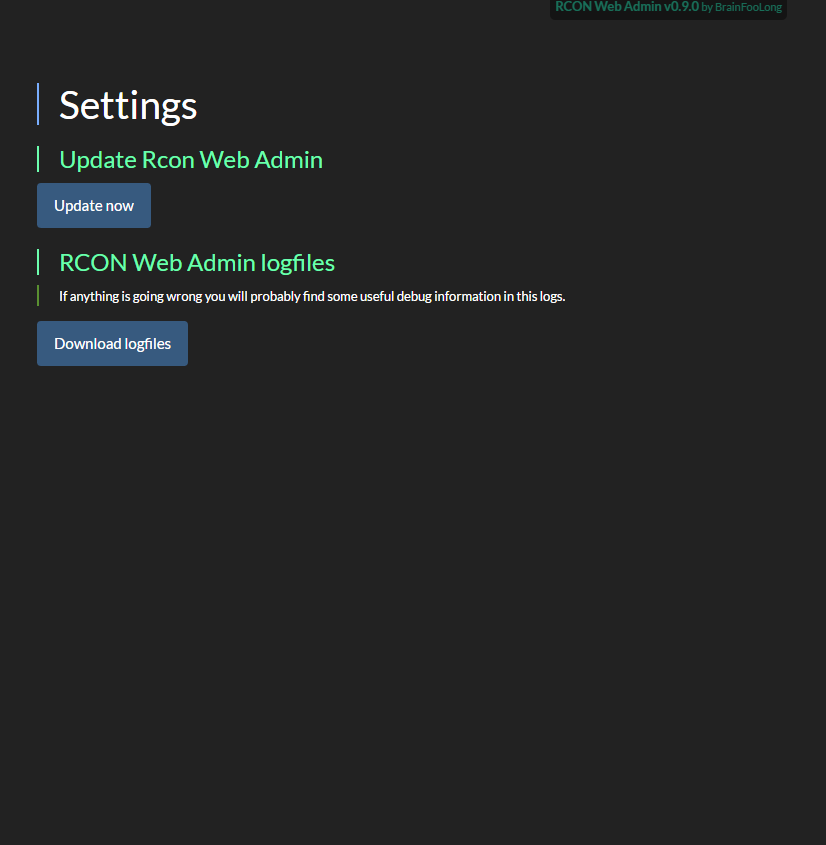 RCON Web Admin v0.9.0 by BrainFooLong
Settings
Update Rcon Web Admin
Update now
RCON Web Admin logfiles
If anything is going wrong you will probably find some useful debug information in this logs.
Download logfiles